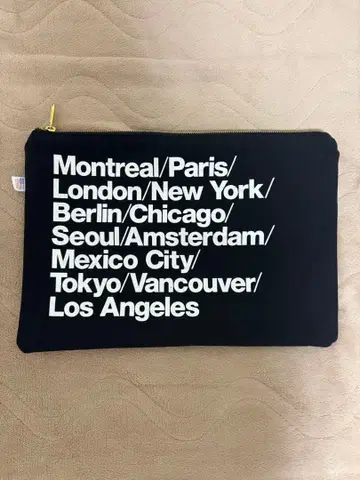 Montreal/Paris/
London/New York/
Berlin/Chicago/
Seoul/Amsterdam/
Mexico City/
Tokyo/Vancouver/
Los Angeles